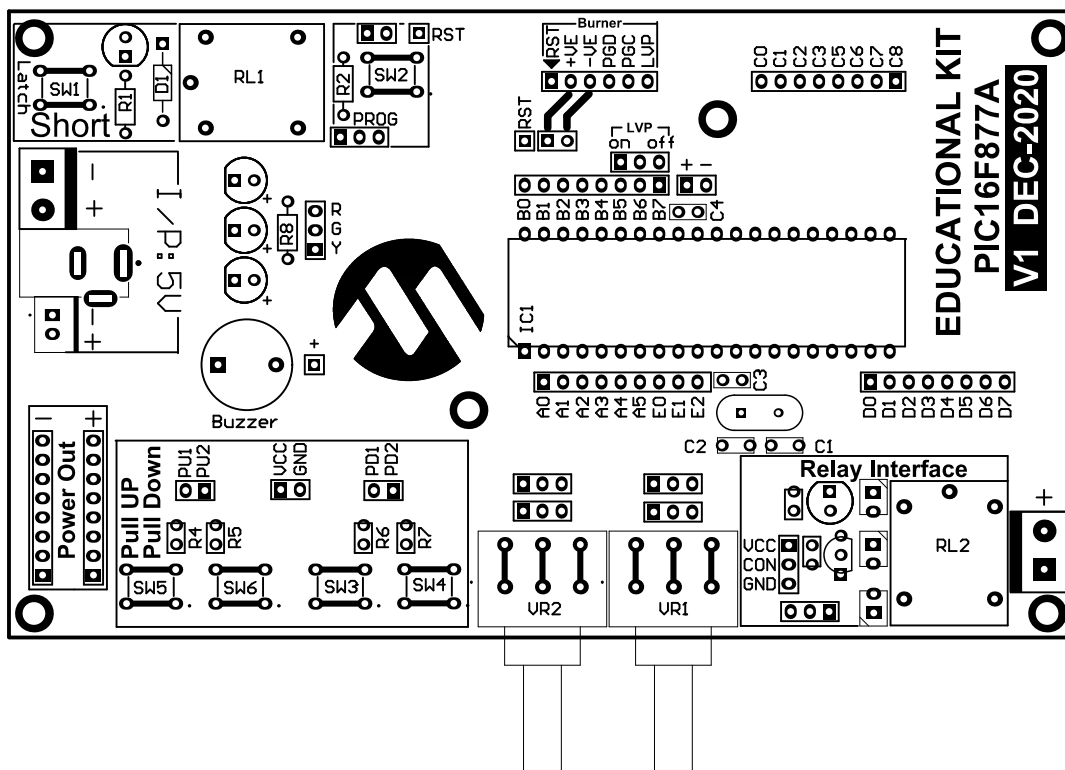 Latch
SW1
R1
D1
Short
RL1
R2
SW2
RST
PROG
Burner
RST
+VE
-VE
PGD
PGC
LVP
RST
LVP
on off
C0
C1
C2
C3
C5
C6
C7
C8
EDUCATIONAL KIT
PIC16F877A
V1 DEC-2020
-
+
I/P:5V
-
+
+
+
+
R8
R
G
Y
B0
B1
B2
B3
B4
B5
B6
B7
+ -
C4
IC1
+
Buzzer
A0
A1
A2
A3
A4
A5
E0
E1
E2
C3
C2
C1
D0
D1
D2
D3
D4
D5
D6
D7
- +
Power Out
Pull UP
Pull Down
PU1
PU2
VCC
GND
PD1
PD2
R4
R5
R6
R7
SW5
SW6
SW3
SW4
VR2
VR1
Relay Interface
VCC
CON
GND
RL2
+
-